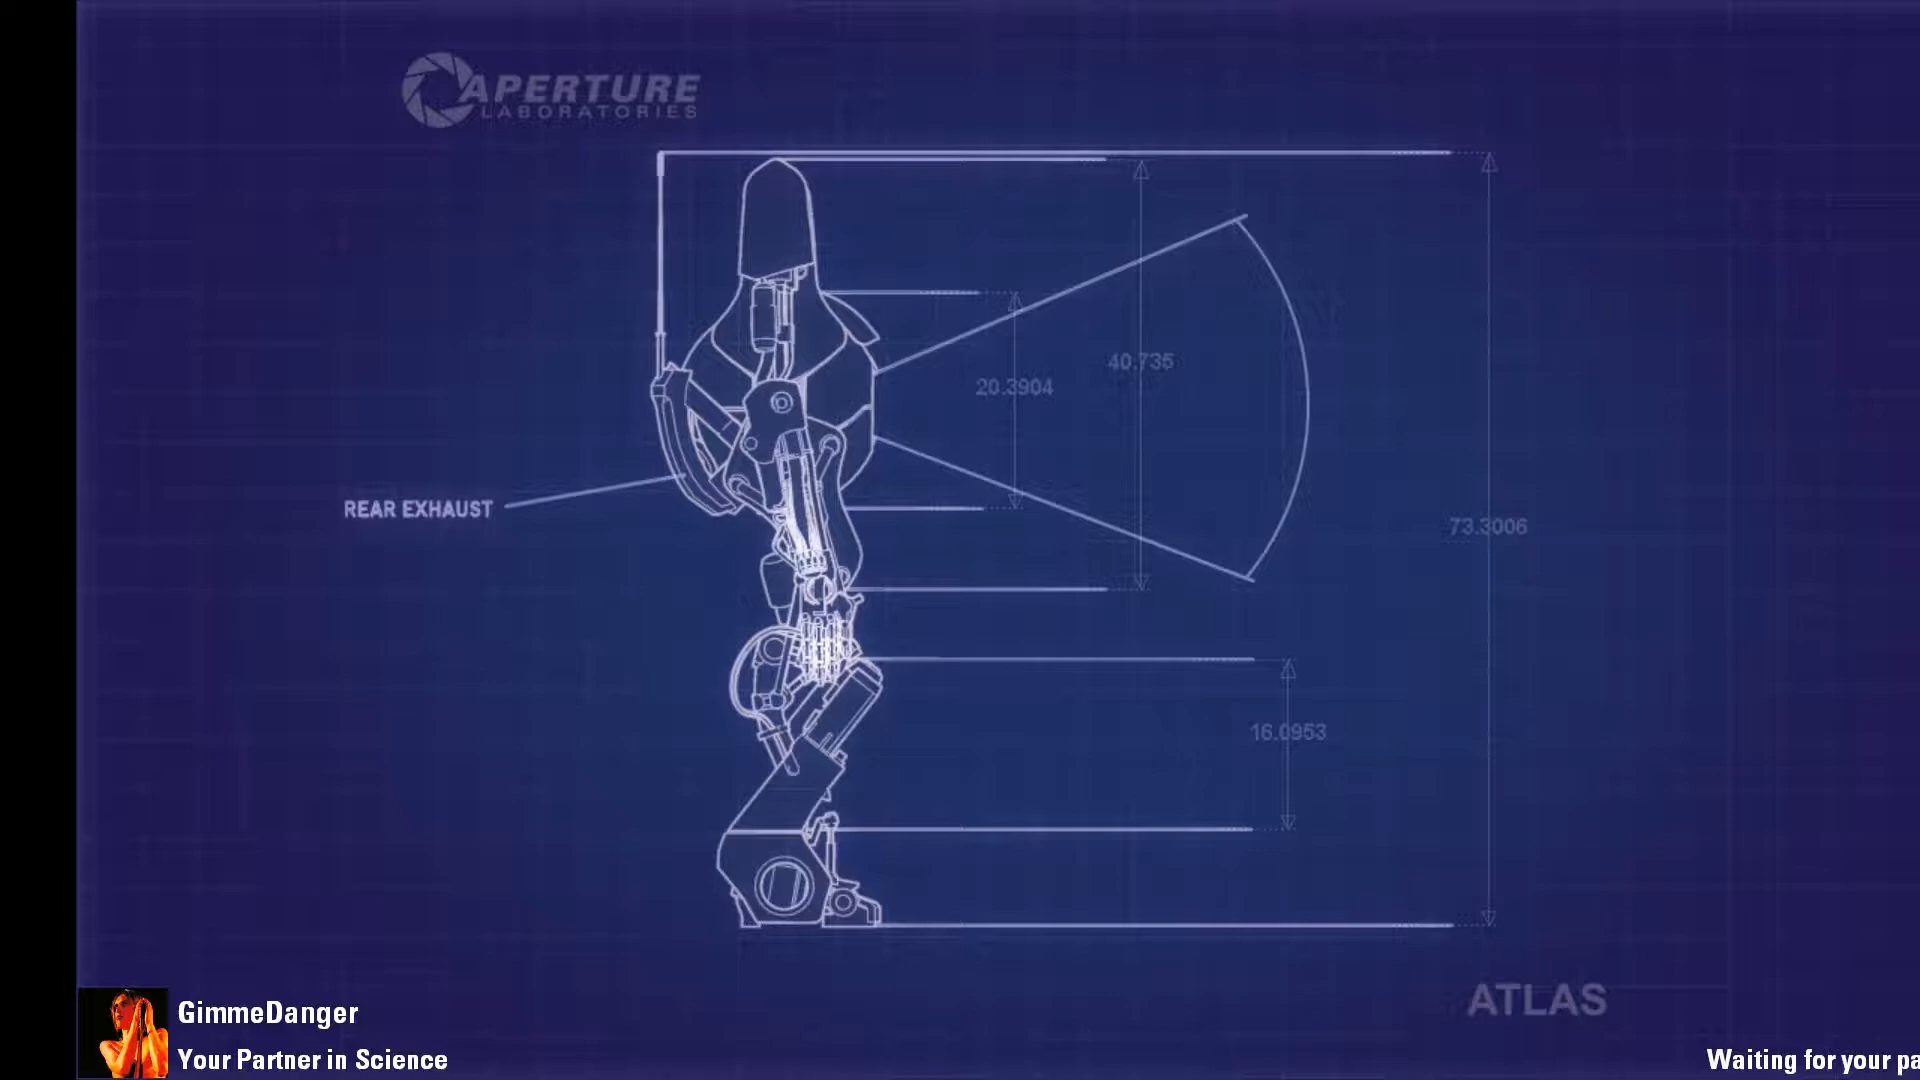 APERTURE
LABORATORIES
40.735
20.3904
REAR EXHAUST
73.3006
16.0953
ATLAS
GimmeDanger
Your Partner in Science
Waiting for your pa